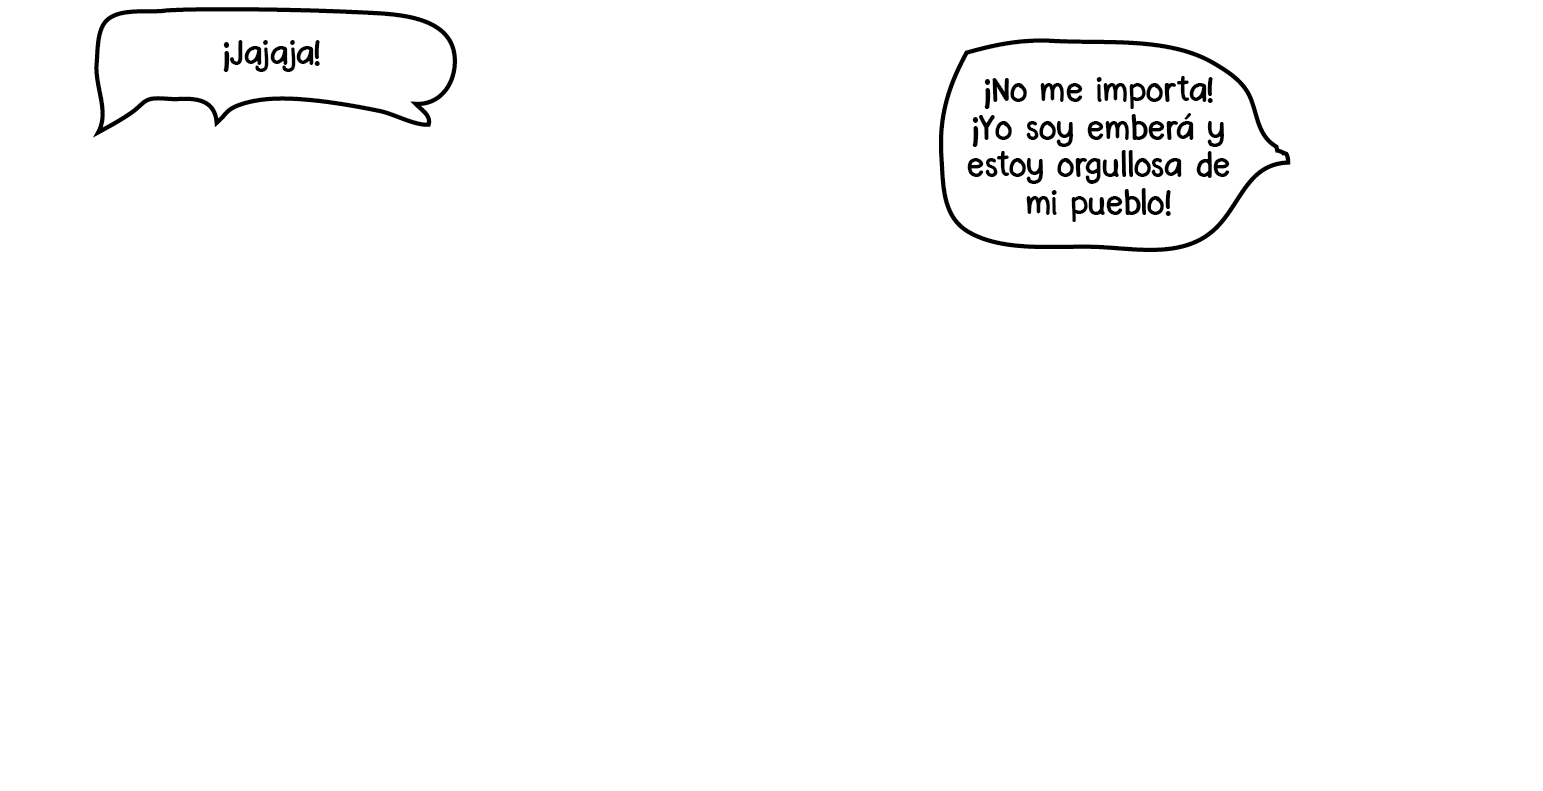 ¡Jajaja!
¡No me importa!
¡Yo soy emberá y
estoy orgullosa de
mi pueblo!